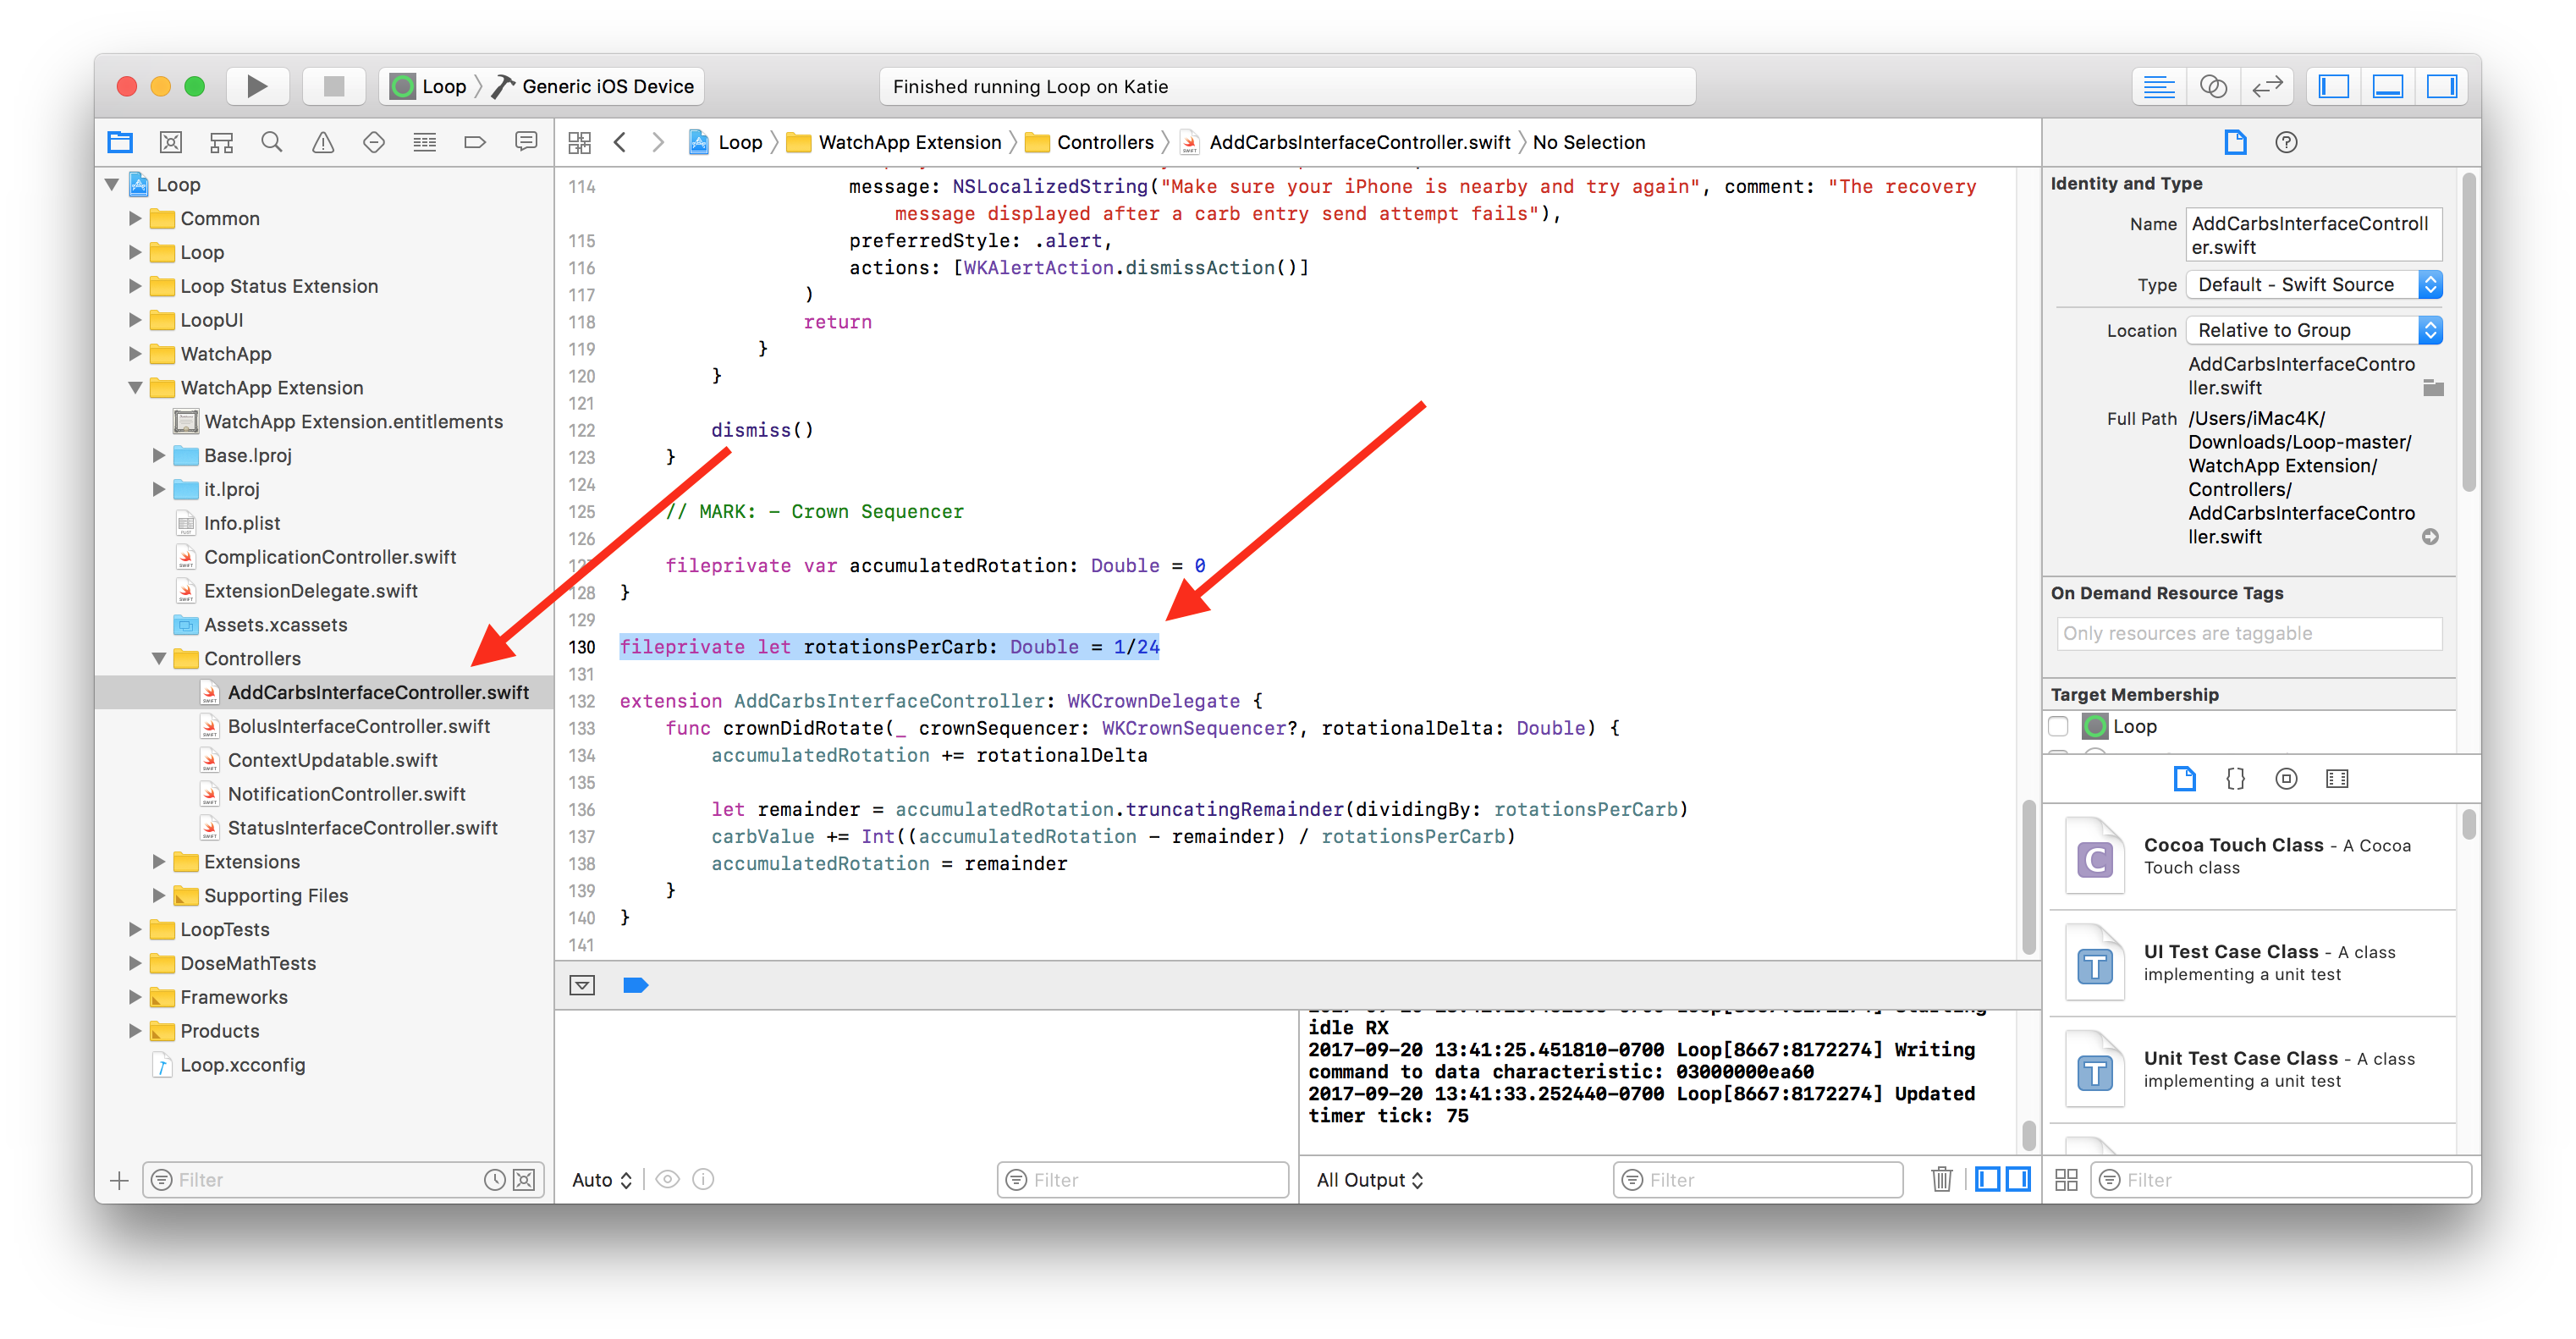 Loop 〉 Generic iOS Device
Finished running Loop on Katie
Loop 〉 WatchApp Extension 〉 Controllers 〉 AddCarbsInterfaceController.swift 〉 No Selection
Loop
Common
Loop
Loop Status Extension
LoopUI
WatchApp
WatchApp Extension
WatchApp Extension.entitlements
Base.lproj
it.lproj
Info.plist
ComplicationController.swift
ExtensionDelegate.swift
Assets.xcassets
Controllers
AddCarbsInterfaceController.swift
BolusInterfaceController.swift
ContextUpdatable.swift
NotificationController.swift
StatusInterfaceController.swift
Extensions
Supporting Files
LoopTests
DoseMathTests
Frameworks
Products
Loop.xcconfig
Filter
114 message: NSLocalizedString("Make sure your iPhone is nearby and try again", comment: "The recovery
message displayed after a carb entry send attempt fails"),
115 preferredStyle: .alert,
116 actions: [WKAlertAction.dismissAction()]
117 )
118 return
119 }
120 }
121
122 dismiss()
123 }
124
125 // MARK: - Crown Sequencer
126
127 fileprivate var accumulatedRotation: Double = 0
128 }
129
130 fileprivate let rotationsPerCarb: Double = 1/24
131
132 extension AddCarbsInterfaceController: WKCrownDelegate {
133 func crownDidRotate(_ crownSequencer: WKCrownSequencer?, rotationalDelta: Double) {
134 accumulatedRotation += rotationalDelta
135
136 let remainder = accumulatedRotation.truncatingRemainder(dividingBy: rotationsPerCarb)
137 carbValue += Int((accumulatedRotation - remainder) / rotationsPerCarb)
138 accumulatedRotation = remainder
139 }
140 }
141
idle RX
2017-09-20 13:41:25.451810-0700 Loop[8667:8172274] Writing
command to data characteristic: 03000000ea60
2017-09-20 13:41:33.252440-0700 Loop[8667:8172274] Updated
timer tick: 75
Auto
Filter
All Output
Filter
Identity and Type
Name AddCarbsInterfaceControll
er.swift
Type Default - Swift Source
Location Relative to Group
AddCarbsInterfaceContro
ller.swift
Full Path /Users/iMac4K/
Downloads/Loop-master/
WatchApp Extension/
Controllers/
AddCarbsInterfaceContro
ller.swift
On Demand Resource Tags
Only resources are taggable
Target Membership
Loop
{}
C Cocoa Touch Class - A Cocoa
Touch class
T UI Test Case Class - A class
implementing a unit test
T Unit Test Case Class - A class
implementing a unit test
Filter